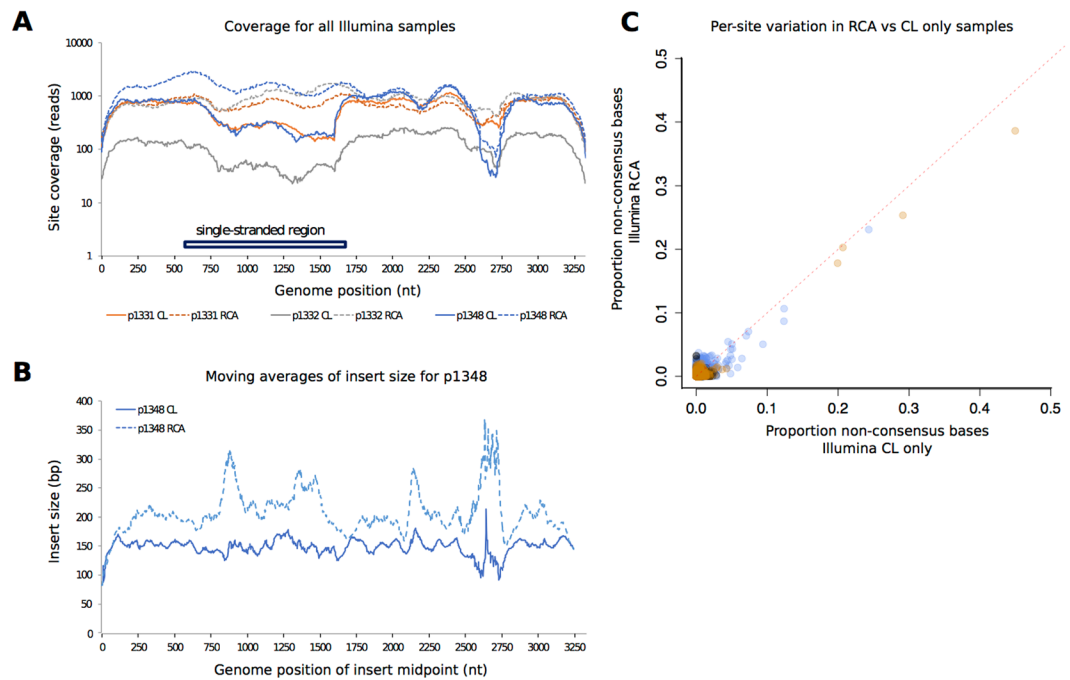 A
Coverage for all Illumina samples
Site coverage (reads)
10000
1000
100
10
1
single-stranded region
0 250 500 750 1000 1250 1500 1750 2000 2250 2500 2750 3000 3250
Genome position (nt)
p1331 CL p1331 RCA p1332 CL p1332 RCA p1348 CL p1348 RCA
B
Moving averages of insert size for p1348
Insert size (bp)
400
350
300
250
200
150
100
50
0
p1348 CL
p1348 RCA
0 250 500 750 1000 1250 1500 1750 2000 2250 2500 2750 3000 3250
Genome position of insert midpoint (nt)
C
Per-site variation in RCA vs CL only samples
Proportion non-consensus bases
Illumina RCA
0.5
0.4
0.3
0.2
0.1
0.0
0.0 0.1 0.2 0.3 0.4 0.5
Proportion non-consensus bases
Illumina CL only